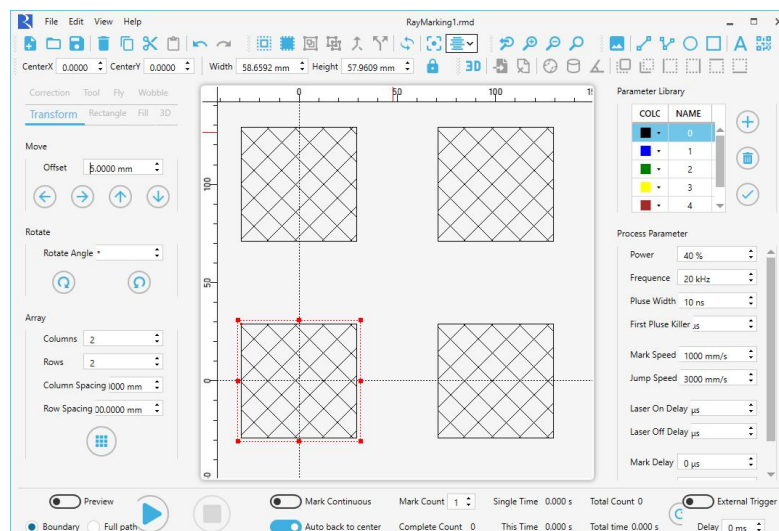 File Edit View Help RayMarking1.rmd
3D
CenterX 0.0000 CenterY 0.0000 Width 58.6592 mm Height 57.9609 mm
Correction Tool Fly Wobble
Transform Rectangle Fill 3D
Move
Offset 5.0000 mm
Rotate
Rotate Angle °
Array
Columns 2
Rows 2
Column Spacing 000 mm
Row Spacing 00.0000 mm
0 50 100
100
50
0
Parameter Library
COLC NAME
0
1
2
3
4
Process Parameter
Power 40 %
Frequence 20 kHz
Pluse Width 10 ns
First Pluse Killer µs
Mark Speed 1000 mm/s
Jump Speed 3000 mm/s
Laser On Delay µs
Laser Off Delay µs
Mark Delay 0 µs
Preview Mark Continuous Mark Count 1 Single Time 0.000 s Total Count 0 External Trigger
Boundary Full path Auto back to center Complete Count 0 This Time 0.000 s Total time 0.000 s Delay 0 ms